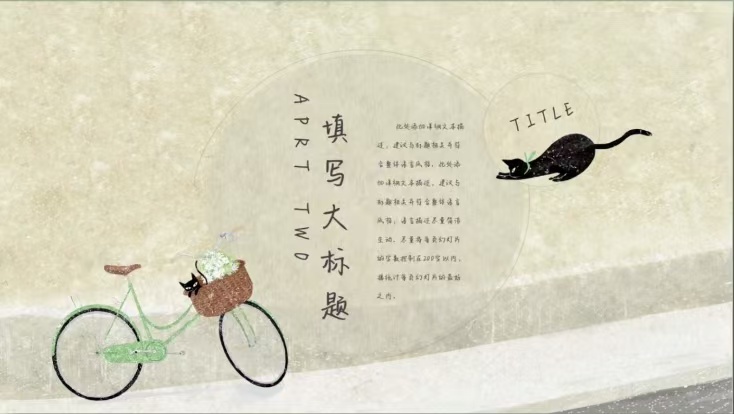 APRT TWO
填写大标题
TITLE
此处添加详细文本描
述，建议与标题相关并符
合整体语言风格，此处添
加详细文本描述，建议与
标题相关并符合整体语言
风格，语言描述尽量简洁
生动。尽量将每页幻灯片
的字数控制在200字以内，
据统计每页幻灯片的最好
之内。